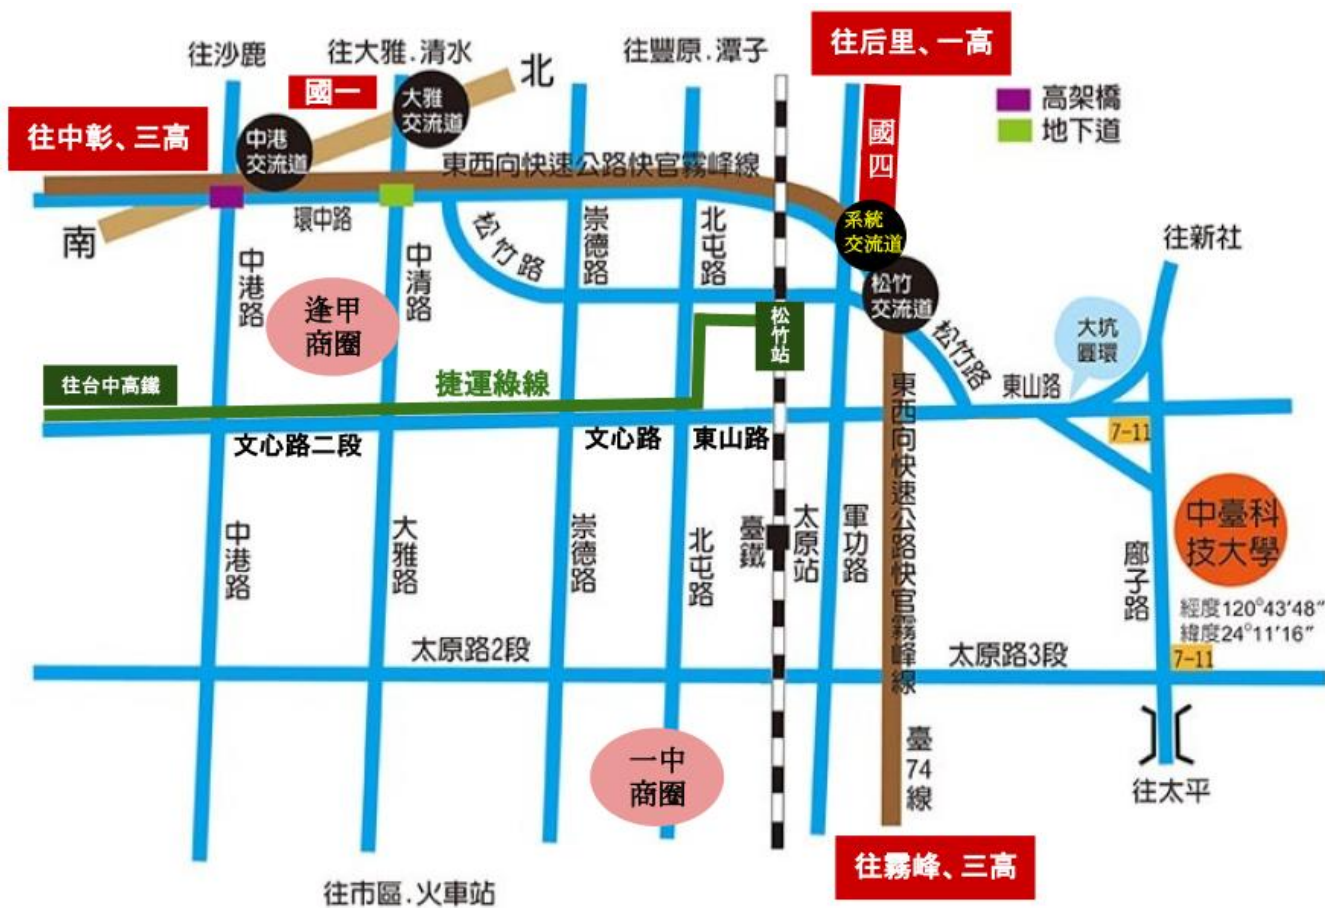 往沙鹿
往大雅.清水
往豐原.潭子
往后里、一高
國一
北
大雅
交流道
高架橋
地下道
往中彰、三高
中港
交流道
國四
東西向快速公路快官霧峰線
系統
交流道
南
環中路
松竹路
崇德路
北屯路
往新社
中港路
中清路
松竹
交流道
逢甲
商圈
松竹站
大坑
圓環
松竹路
往台中高鐵
捷運綠線
東山路
東西向快速公路快官霧峰線
7-11
文心路二段
文心路
東山路
中港路
大雅路
崇德路
北屯路
臺鐵
太原站
軍功路
廍子路
中臺科
技大學
經度120°43'48"
緯度24°11'16"
太原路2段
太原路3段
7-11
一中
商圈
臺74線
往太平
往霧峰、三高
往市區.火車站